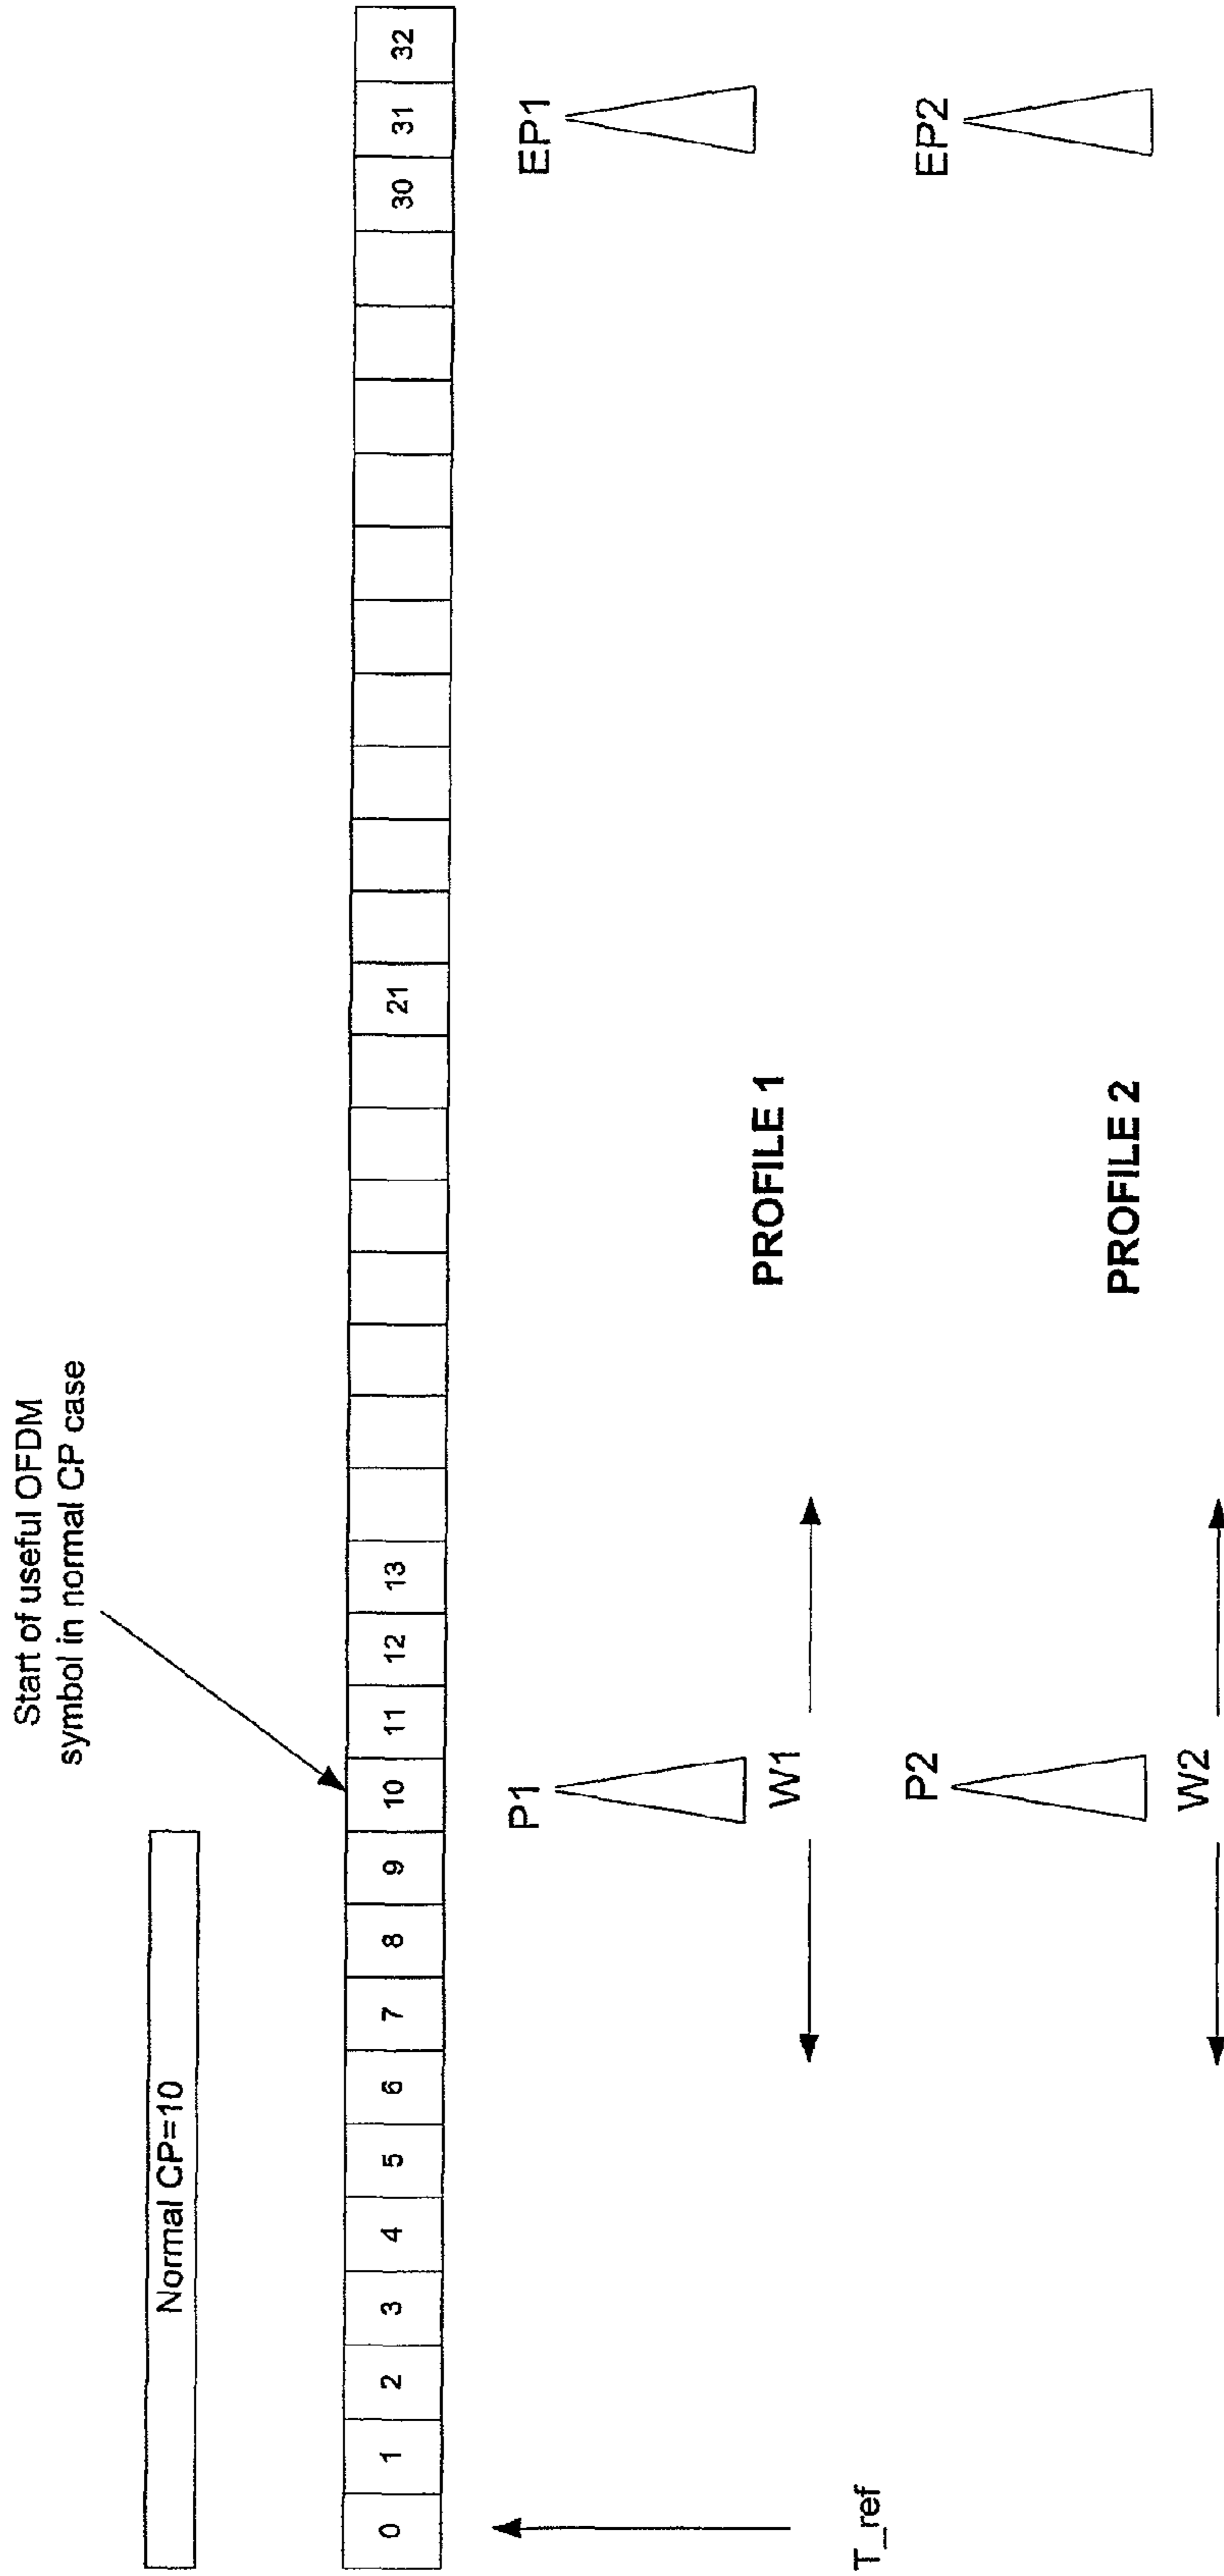 Start of useful OFDM
symbol in normal CP case
Normal CP=10
0 1 2 3 4 5 6 7 8 9 10 11 12 13 21 30 31 32
P1
EP1
W1
PROFILE 1
T_ref
P2
EP2
PROFILE 2
W2